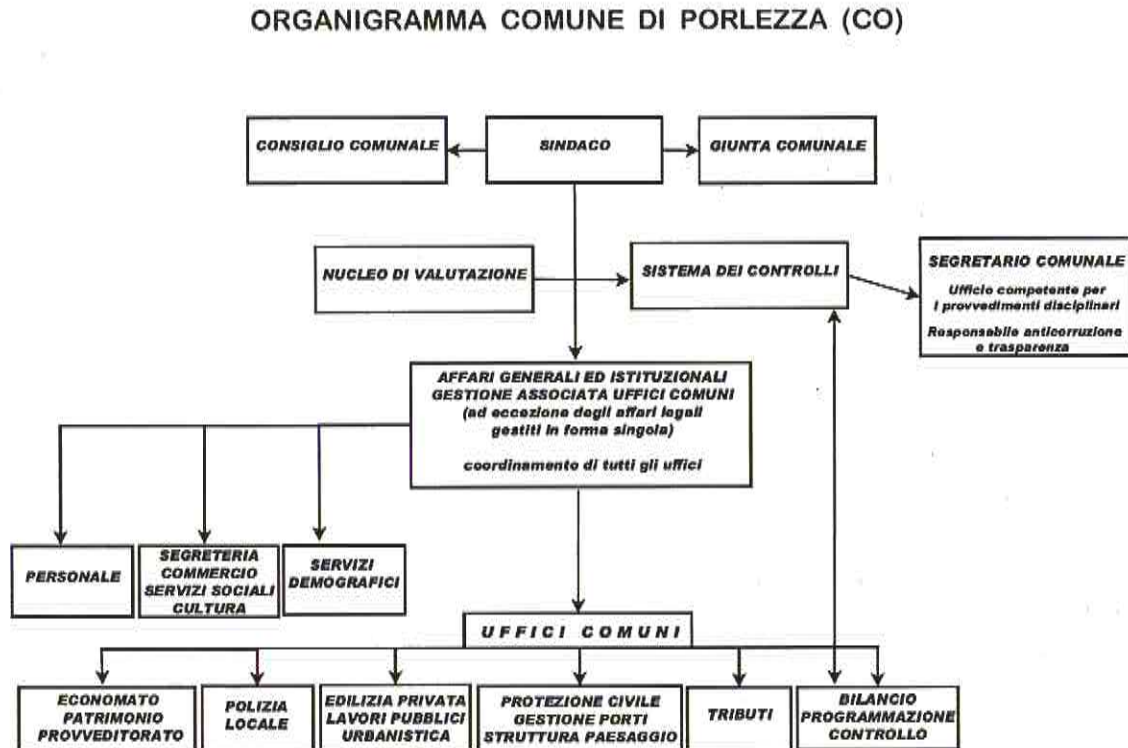 ORGANIGRAMMA COMUNE DI PORLEZZA (CO)
CONSIGLIO COMUNALE
SINDACO
GIUNTA COMUNALE
NUCLEO DI VALUTAZIONE
SISTEMA DEI CONTROLLI
SEGRETARIO COMUNALE
Ufficio competente per
i provvedimenti disciplinari
Responsabile anticorruzione
e trasparenza
AFFARI GENERALI ED ISTITUZIONALI
GESTIONE ASSOCIATA UFFICI COMUNI
(ad eccezione degli affari legali
gestiti in forma singola)
coordinamento di tutti gli uffici
PERSONALE
SEGRETERIA
COMMERCIO
SERVIZI SOCIALI
CULTURA
SERVIZI
DEMOGRAFICI
UFFICI COMUNI
ECONOMATO
PATRIMONIO
PROVVEDITORATO
POLIZIA
LOCALE
EDILIZIA PRIVATA
LAVORI PUBBLICI
URBANISTICA
PROTEZIONE CIVILE
GESTIONE PORTI
STRUTTURA PAESAGGIO
TRIBUTI
BILANCIO
PROGRAMMAZIONE
CONTROLLO